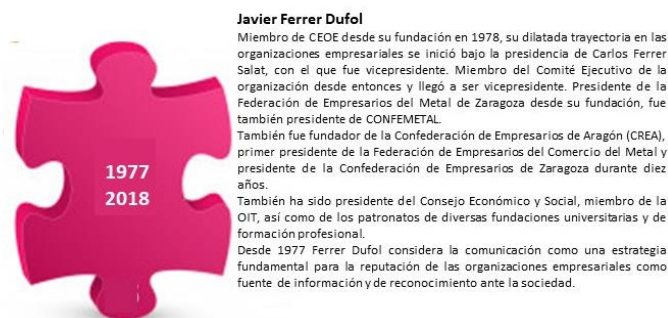 Javier Ferrer Dufol
Miembro de CEOE desde su fundación en 1978, su dilatada trayectoria en las
organizaciones empresariales se inició bajo la presidencia de Carlos Ferrer
Salat, con el que fue vicepresidente. Miembro del Comité Ejecutivo de la
organización desde entonces y llegó a ser vicepresidente. Presidente de la
Federación de Empresarios del Metal de Zaragoza desde su fundación, fue
también presidente de CONFEMETAL.
También fue fundador de la Confederación de Empresarios de Aragón (CREA),
primer presidente de la Federación de Empresarios del Comercio del Metal y
presidente de la Confederación de Empresarios de Zaragoza durante diez
años.
También ha sido presidente del Consejo Económico y Social, miembro de la
OIT, así como de los patronatos de diversas fundaciones universitarias y de
formación profesional.
Desde 1977 Ferrer Dufol considera la comunicación como una estrategia
fundamental para la reputación de las organizaciones empresariales como
fuente de información y de reconocimiento ante la sociedad.
1977
2018